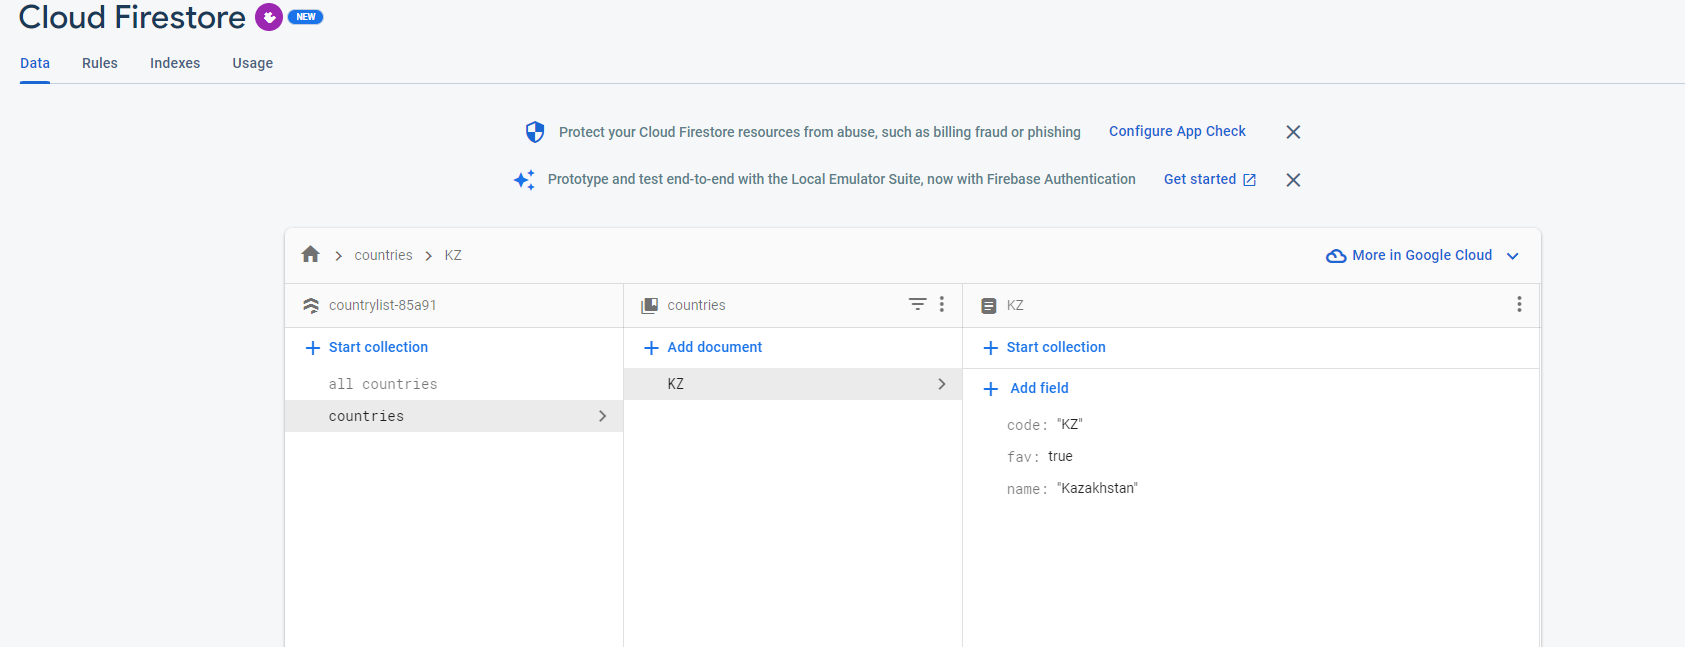 Cloud Firestore NEW
Data Rules Indexes Usage
Protect your Cloud Firestore resources from abuse, such as billing fraud or phishing Configure App Check
Prototype and test end-to-end with the Local Emulator Suite, now with Firebase Authentication Get started
countries KZ More in Google Cloud
countrylist-85a91 countries KZ
Start collection Add document Start collection
all countries KZ Add field
countries
code: "KZ"
fav: true
name: "Kazakhstan"